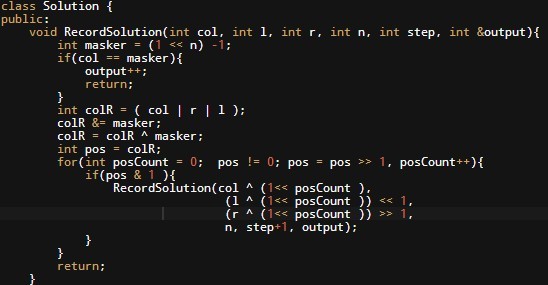 class Solution {
public:
    void RecordSolution(int col, int l, int r, int n, int step, int &output){
        int masker = (1 << n) -1;
        if(col == masker){
            output++;
            return;
        }
        int colR = ( col | r | l );
        colR &= masker;
        colR = colR ^ masker;
        int pos = colR;
        for(int posCount = 0;  pos != 0; pos = pos >> 1, posCount++){
            if(pos & 1 ){
                RecordSolution(col ^ (1<< posCount ),
                                (l ^ (1<< posCount )) << 1,
                                (r ^ (1<< posCount )) >> 1,
                                n, step+1, output);
            }
        }
        return;
    }